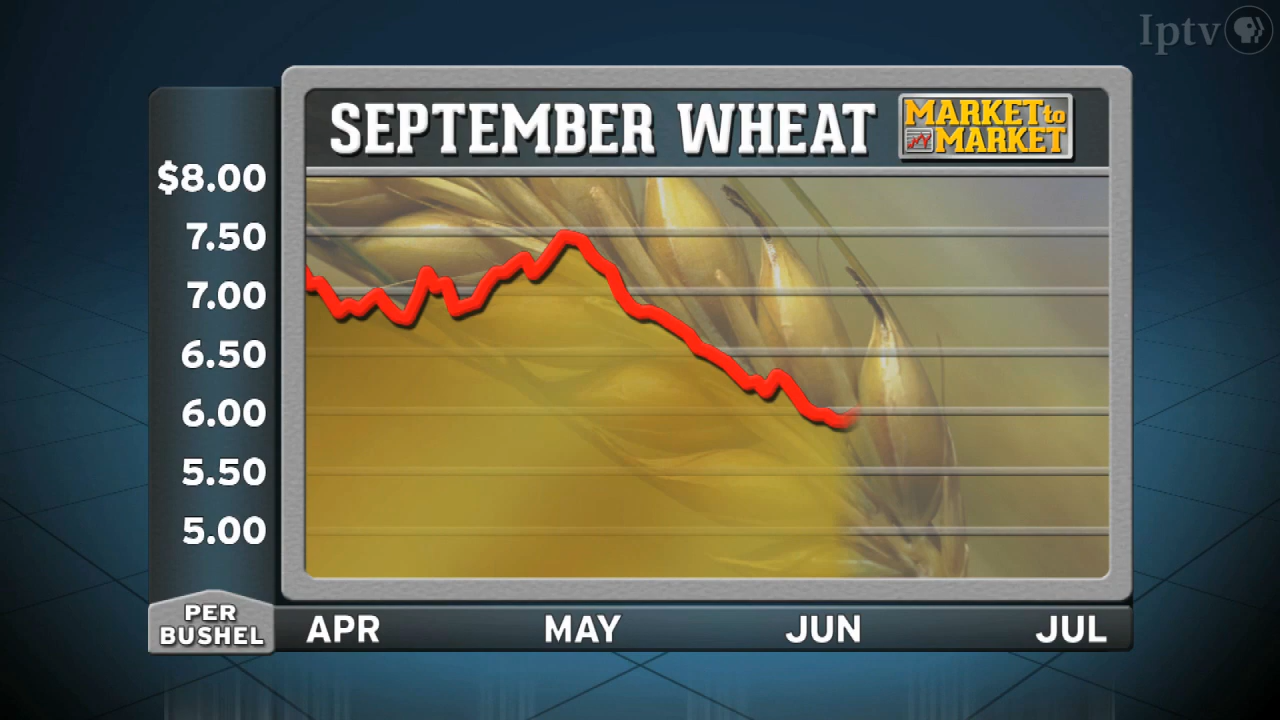 Iptv
SEPTEMBER WHEAT
MARKET to
MARKET
$8.00
7.50
7.00
6.50
6.00
5.50
5.00
PER
BUSHEL
APR MAY JUN JUL